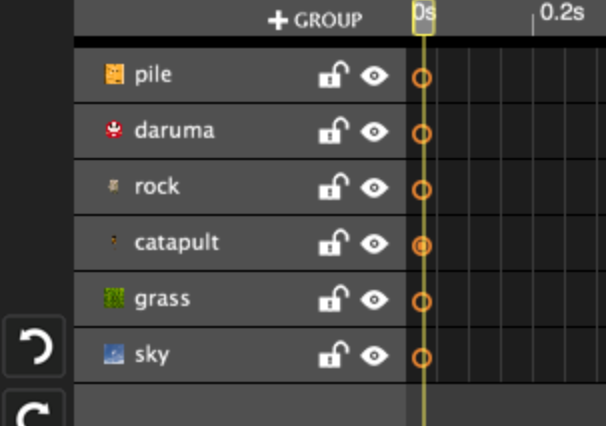 + GROUP 0s 0.2s
pile
daruma
rock
catapult
grass
sky